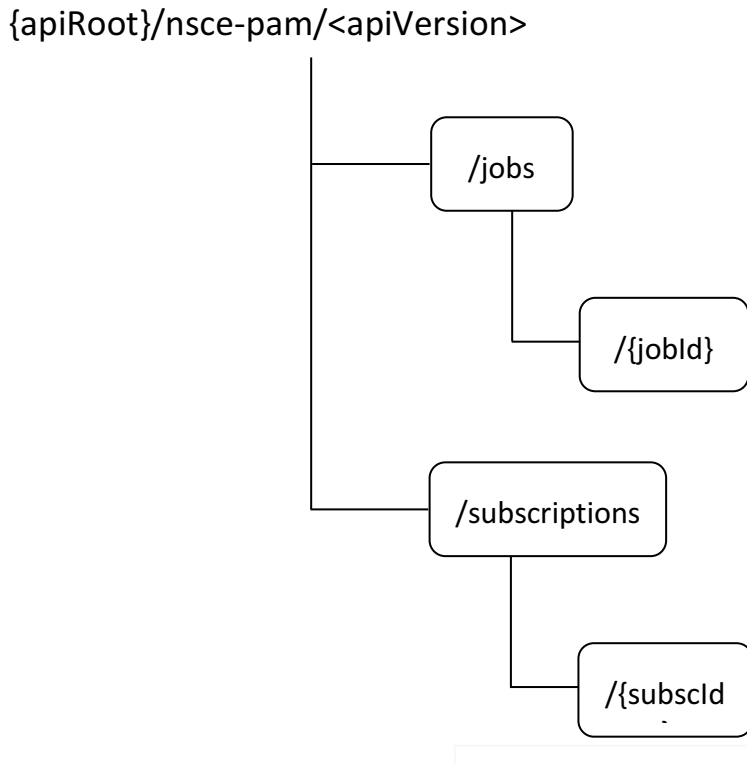 {apiRoot}/nsce-pam/<apiVersion>
/jobs
/{jobId}
/subscriptions
/{subscId